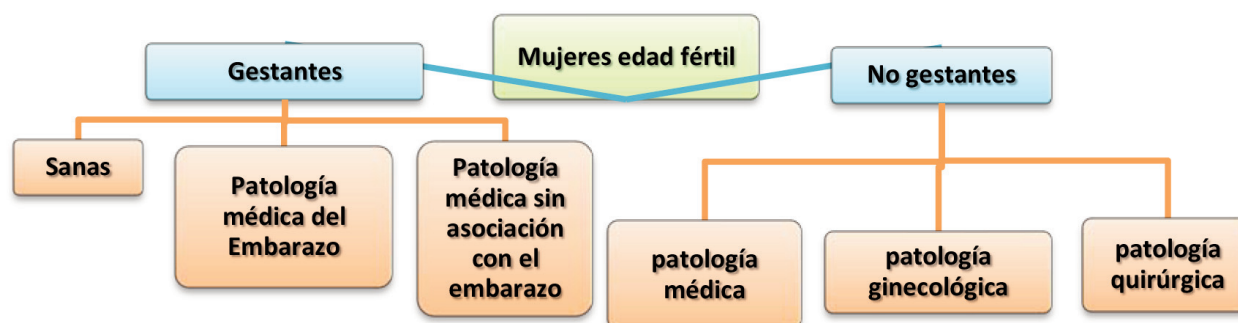 Mujeres edad fértil
Gestantes
No gestantes
Sanas
Patología
médica del
Embarazo
Patología
médica sin
asociación
con el
embarazo
patología
médica
patología
ginecológica
patología
quirúrgica